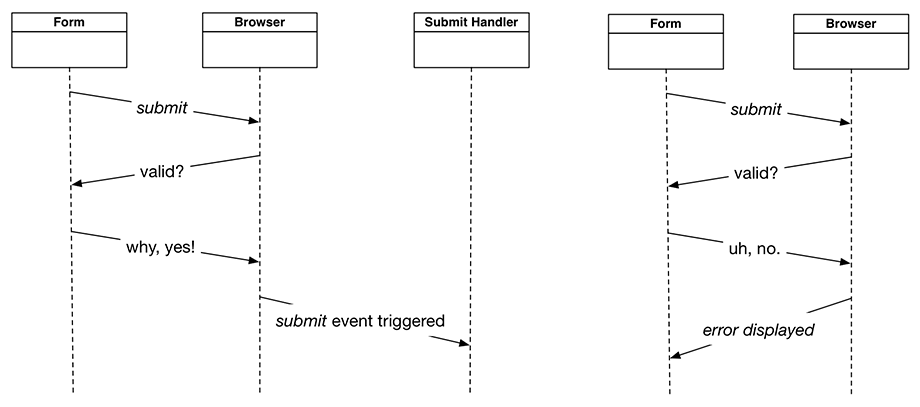 Form
Browser
Submit Handler
submit
valid?
why, yes!
submit event triggered
Form
Browser
submit
valid?
uh, no.
error displayed